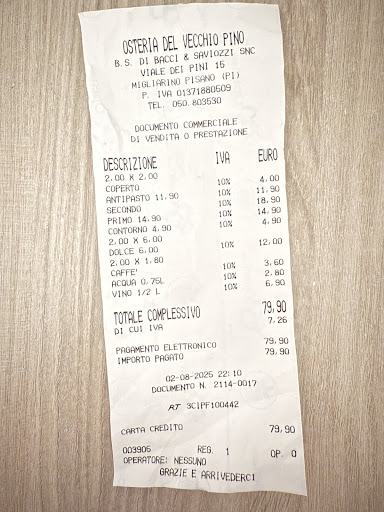 OSTERIA DEL VECCHIO PINO
B.S. DI BACCI & SAVIOZZI SNC
VIALE DEI PINI 15
MIGLIARINO PISANO (PI)
P. IVA 01371880509
TEL. 050.803530
DOCUMENTO COMMERCIALE
DI VENDITA O PRESTAZIONE
DESCRIZIONE IVA EURO
2,00 X 2,00
COPERTO 10% 4,00
ANTIPASTO 11,90 10% 11,90
SECONDO 10% 18,90
PRIMO 14,90 10% 14,90
CONTORNO 4,90 10% 4,90
2,00 X 6,00
DOLCE 6,00 10% 12,00
2,00 X 1,80
CAFFE' 10% 3,60
ACQUA 0,75L 10% 2,80
VINO 1/2 L 10% 6,90
TOTALE COMPLESSIVO 79,90
DI CUI IVA 7,26
PAGAMENTO ELETTRONICO 79,90
IMPORTO PAGATO 79,90
02-08-2025 22:10
DOCUMENTO N. 2114-0017
RT 3CIPF100442
CARTA CREDITO 79,90
003906 REG. 1 OP. 0
OPERATORE: NESSUNO
GRAZIE E ARRIVEDERCI